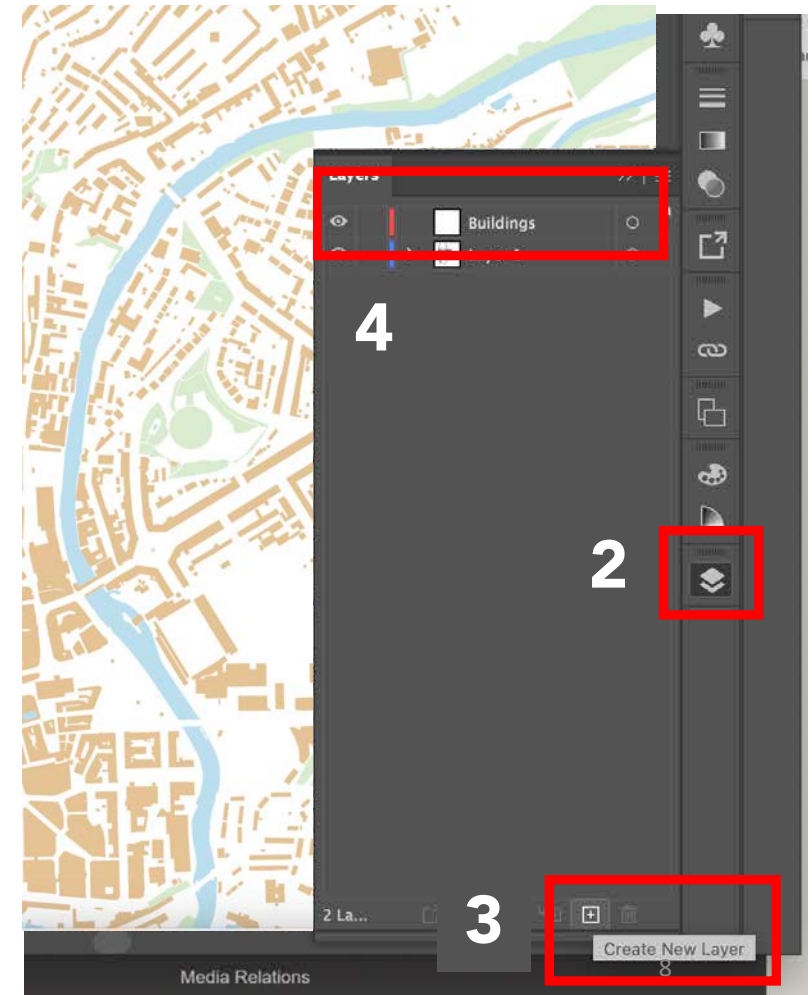 Layers
Buildings
4
2
2 La...
3
Create New Layer
8
Media Relations